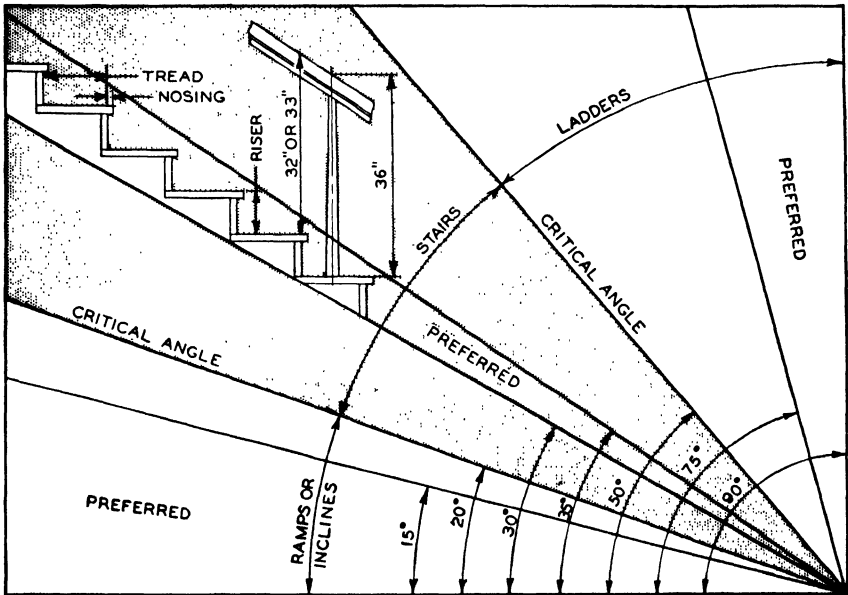 TREAD
NOSING
RISER
32" OR 33"
36"
LADDERS
STAIRS
CRITICAL ANGLE
PREFERRED
CRITICAL ANGLE
PREFERRED
PREFERRED
RAMPS OR
INCLINES
15°
20°
30°
35°
50°
75°
90°